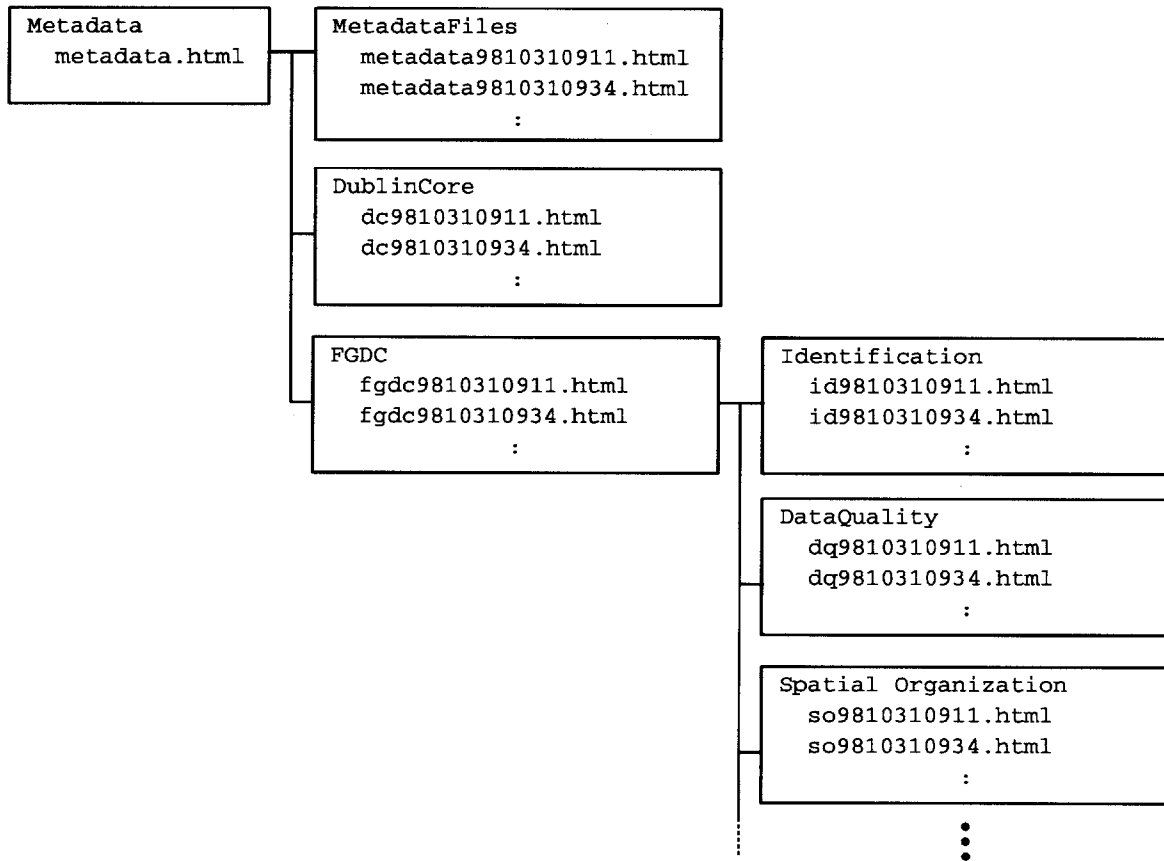 Metadata
metadata.html
MetadataFiles
metadata9810310911.html
metadata9810310934.html
:
DublinCore
dc9810310911.html
dc9810310934.html
:
FGDC
fgdc9810310911.html
fgdc9810310934.html
:
Identification
id9810310911.html
id9810310934.html
:
DataQuality
dq9810310911.html
dq9810310934.html
:
Spatial Organization
so9810310911.html
so9810310934.html
: